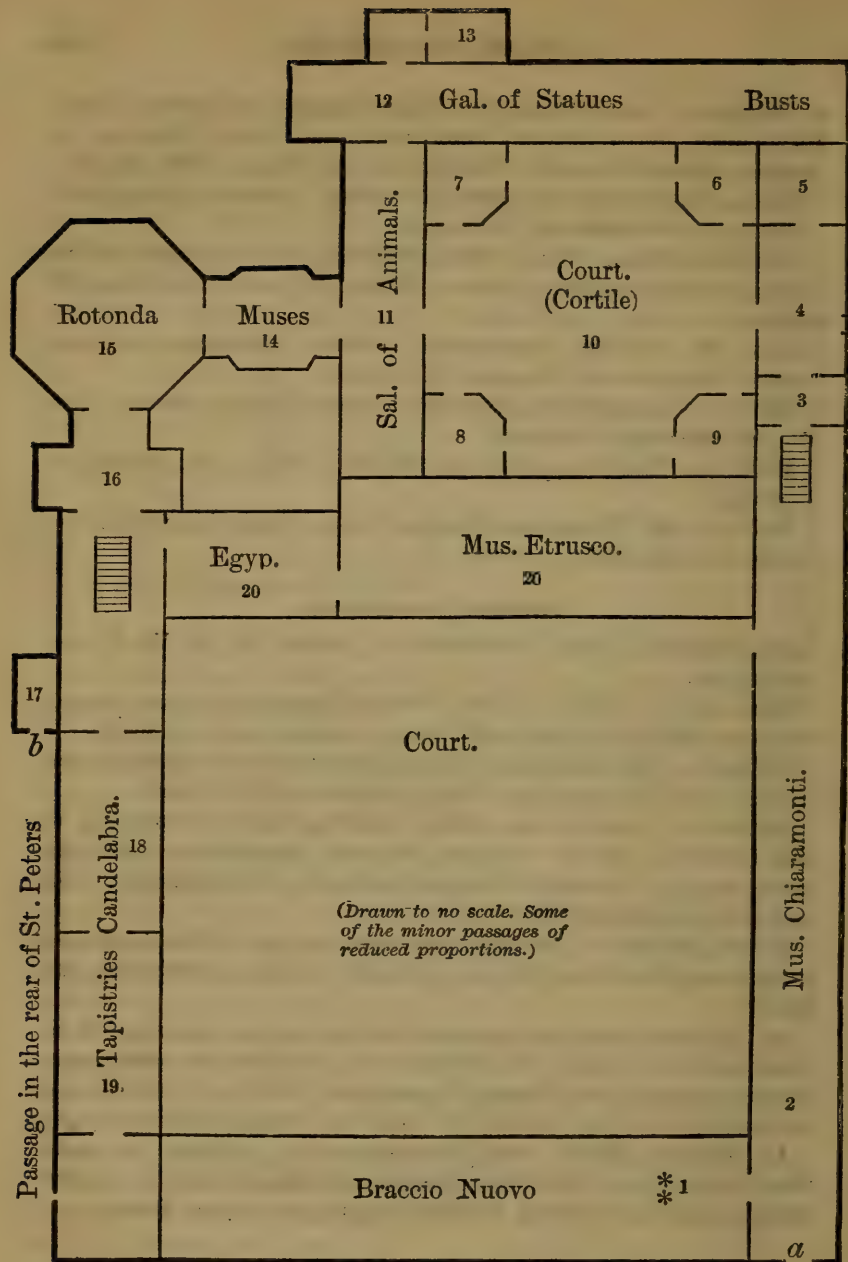 13
12 Gal. of Statues Busts
7
6
5
Sal. of Animals.
11
Court.
(Cortile)
10
4
3
Rotonda
15
Muses
14
8
9
16
Egyp.
20
Mus. Etrusco.
20
17
b
Court.
Passage in the rear of St. Peters
Candelabra.
18
Tapistries
19.
(Drawn to no scale. Some
of the minor passages of
reduced proportions.)
Mus. Chiaramonti.
2
Braccio Nuovo ** 1
a